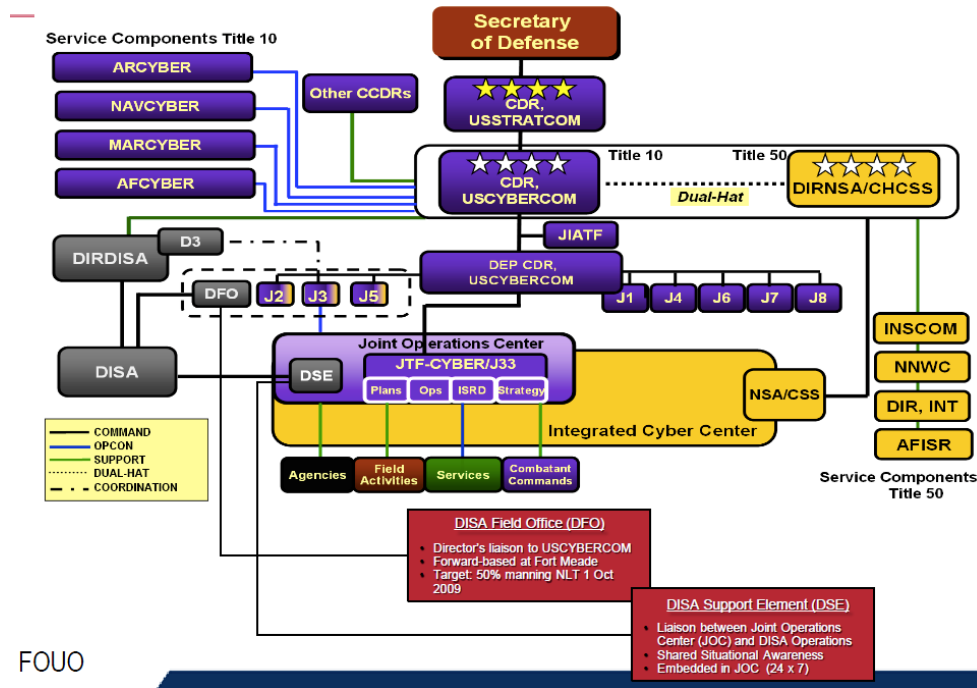 Secretary
of Defense
Service Components Title 10
ARCYBER
NAVCYBER
MARCYBER
AFCYBER
Other CCDRs
CDR,
USSTRATCOM
CDR,
USCYBERCOM
Title 10
Title 50
Dual-Hat
DIRNSA/CHCSS
JIATF
DEP CDR,
USCYBERCOM
D3
DIRDISA
DFO
J2
J3
J5
J1
J4
J6
J7
J8
DISA
Joint Operations Center
JTF-CYBER/J33
DSE
Plans
Ops
ISRD
Strategy
NSA/CSS
Integrated Cyber Center
INSCOM
NNWC
DIR, INT
AFISR
Service Components
Title 50
COMMAND
OPCON
SUPPORT
DUAL-HAT
COORDINATION
Agencies
Field
Activities
Services
Combatant
Commands
DISA Field Office (DFO)
• Director's liaison to USCYBERCOM
• Forward-based at Fort Meade
• Target: 50% manning NLT 1 Oct
2009
DISA Support Element (DSE)
• Liaison between Joint Operations
Center (JOC) and DISA Operations
• Shared Situational Awareness
• Embedded in JOC (24 x 7)
FOUO